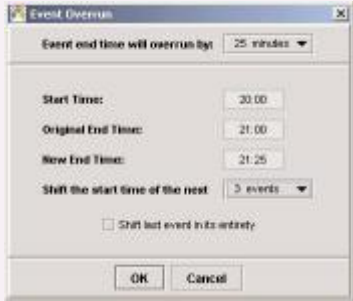 Event Overrun
Event end time will overrun by: 25 minutes
Start Time: 20:00
Original End Time: 21:00
New End Time: 21:25
Shift the start time of the next 3 events
Shift last event in its entirety
OK Cancel